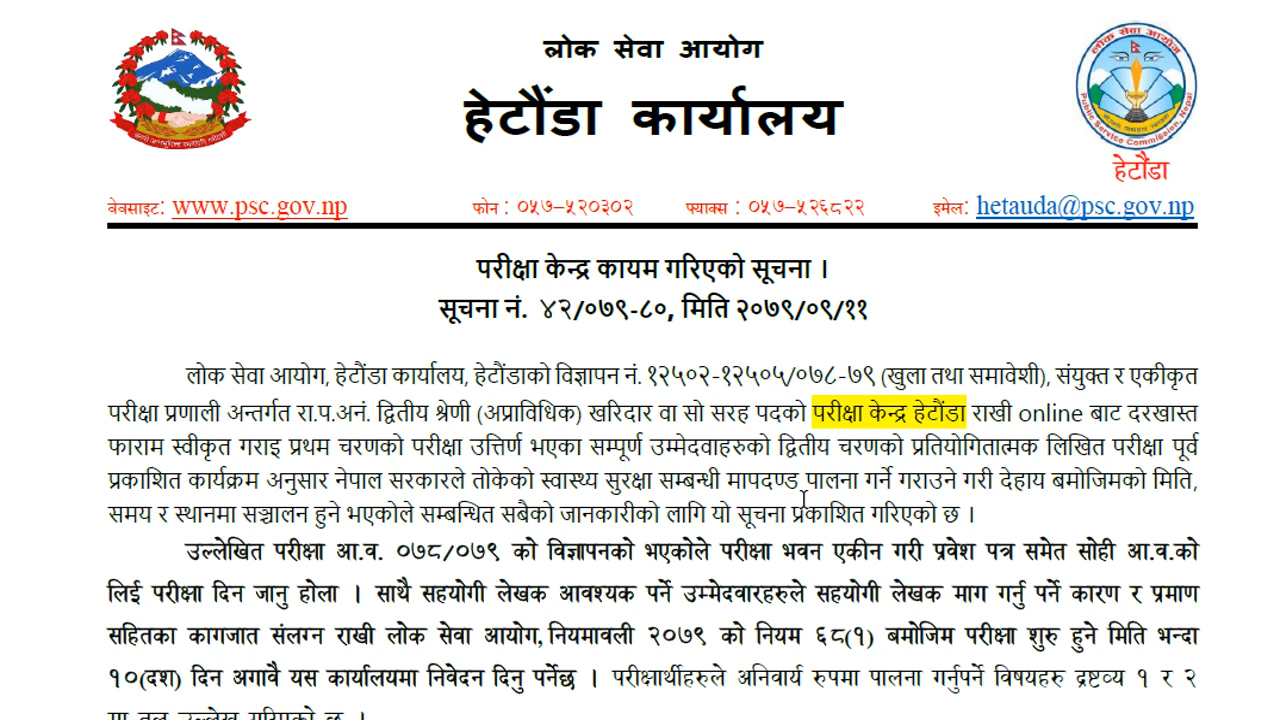 लोक सेवा आयोग
हेटौंडा कार्यालय
लोक सेवा आयोग
Public Service Commission, Nepal
हेटौंडा
वेवसाइट: www.psc.gov.np फोन : ०५७–५२०३०२ फ्याक्स : ०५७–५२६८२२ इमेल: hetauda@psc.gov.np
परीक्षा केन्द्र कायम गरिएको सूचना ।
सूचना नं. ४२/०७९-८०, मिति २०७९/०९/११
लोक सेवा आयोग, हेटौंडा कार्यालय, हेटौंडाको विज्ञापन नं. १२५०२-१२५०५/०७८-७९ (खुला तथा समावेशी), संयुक्त र एकीकृत
परीक्षा प्रणाली अन्तर्गत रा.प.अनं. द्वितीय श्रेणी (अप्राविधिक) खरिदार वा सो सरह पदको परीक्षा केन्द्र हेटौंडा राखी online बाट दरखास्त
फाराम स्वीकृत गराइ प्रथम चरणको परीक्षा उत्तिर्ण भएका सम्पूर्ण उम्मेदवाहरुको द्वितीय चरणको प्रतियोगितात्मक लिखित परीक्षा पूर्व
प्रकाशित कार्यक्रम अनुसार नेपाल सरकारले तोकेको स्वास्थ्य सुरक्षा सम्बन्धी मापदण्ड पालना गर्ने गराउने गरी देहाय बमोजिमको मिति,
समय र स्थानमा सञ्चालन हुने भएकोले सम्बन्धित सबैको जानकारीको लागि यो सूचना प्रकाशित गरिएको छ ।
उल्लेखित परीक्षा आ.व. ०७८/०७९ को विज्ञापनको भएकोले परीक्षा भवन एकीन गरी प्रवेश पत्र समेत सोही आ.व.को
लिई परीक्षा दिन जानु होला । साथै सहयोगी लेखक आवश्यक पर्ने उम्मेदवारहरुले सहयोगी लेखक माग गर्नु पर्ने कारण र प्रमाण
सहितका कागजात संलग्न राखी लोक सेवा आयोग, नियमावली २०७९ को नियम ६८(१) बमोजिम परीक्षा शुरु हुने मिति भन्दा
१०(दश) दिन अगावै यस कार्यालयमा निवेदन दिनु पर्नेछ । परीक्षार्थीहरुले अनिवार्य रुपमा पालना गर्नुपर्ने विषयहरु द्रष्टव्य १ र २